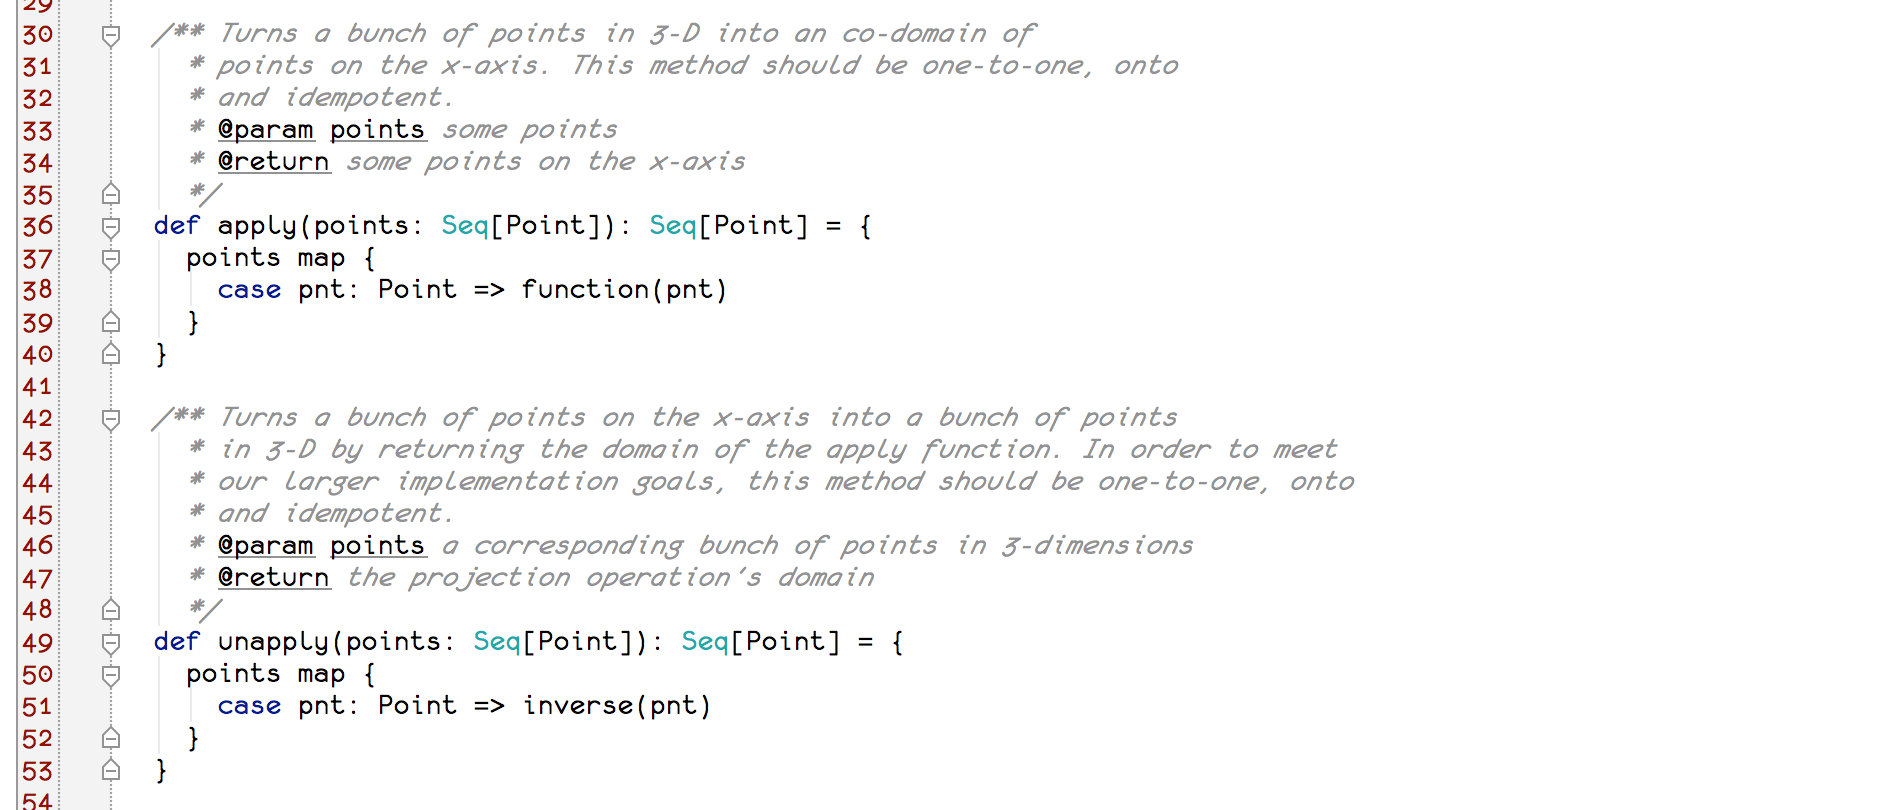 29
30 /** Turns a bunch of points in 3-D into an co-domain of
31 * points on the x-axis. This method should be one-to-one, onto
32 * and idempotent.
33 * @param points some points
34 * @return some points on the x-axis
35 */
36 def apply(points: Seq[Point]): Seq[Point] = {
37 points map {
38 case pnt: Point => function(pnt)
39 }
40 }
41
42 /** Turns a bunch of points on the x-axis into a bunch of points
43 * in 3-D by returning the domain of the apply function. In order to meet
44 * our larger implementation goals, this method should be one-to-one, onto
45 * and idempotent.
46 * @param points a corresponding bunch of points in 3-dimensions
47 * @return the projection operation's domain
48 */
49 def unapply(points: Seq[Point]): Seq[Point] = {
50 points map {
51 case pnt: Point => inverse(pnt)
52 }
53 }
54